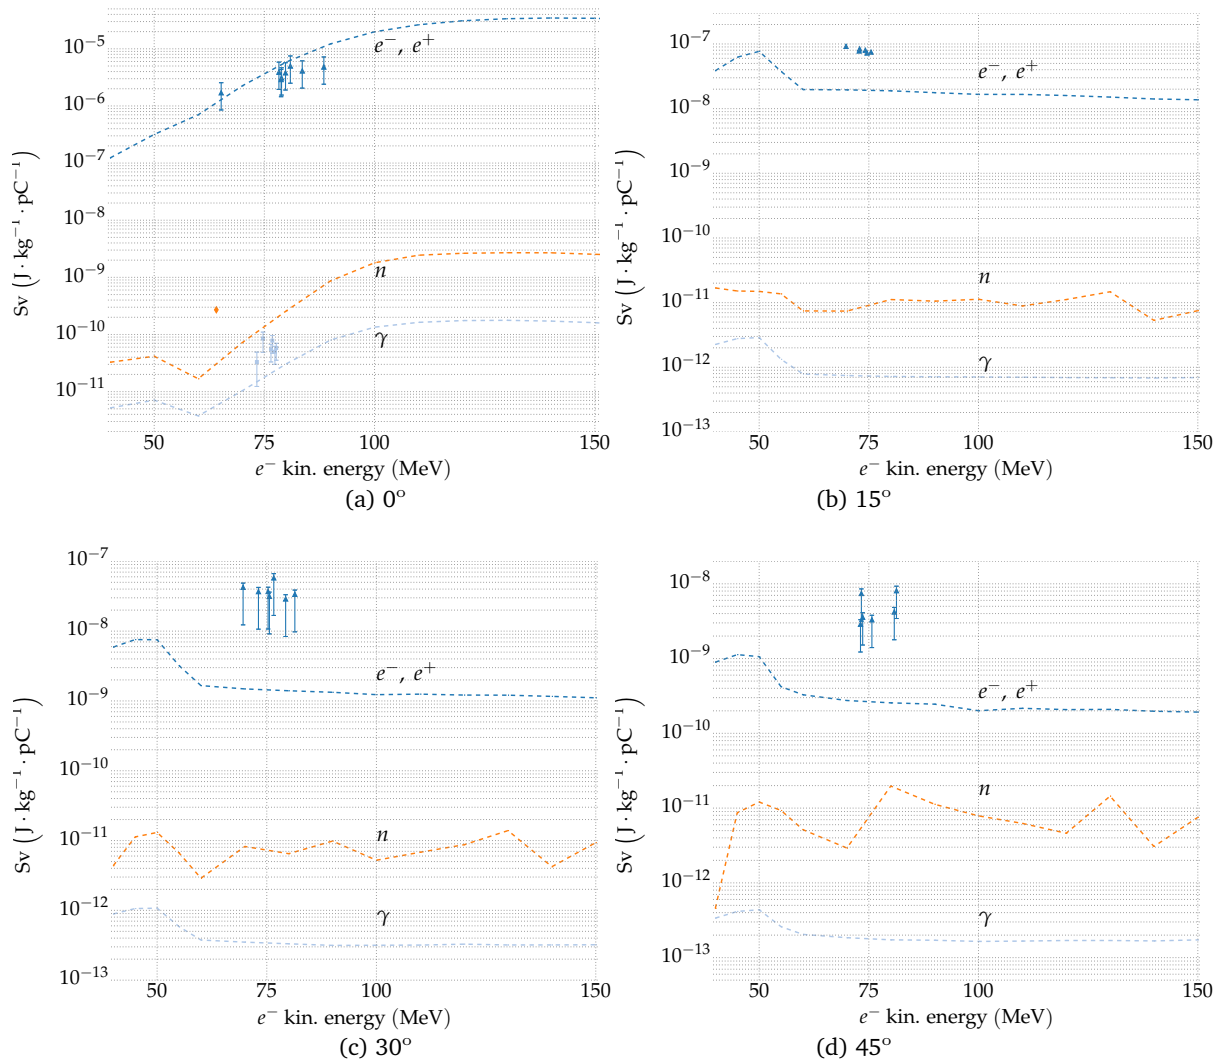 10⁻⁵
10⁻⁶
10⁻⁷
10⁻⁸
10⁻⁹
10⁻¹⁰
10⁻¹¹
Sv (J · kg⁻¹ · pC⁻¹)
e⁻, e⁺
n
γ
50 75 100 150
e⁻ kin. energy (MeV)
(a) 0º
10⁻⁷
10⁻⁸
10⁻⁹
10⁻¹⁰
10⁻¹¹
10⁻¹²
10⁻¹³
Sv (J · kg⁻¹ · pC⁻¹)
e⁻, e⁺
n
γ
50 75 100 150
e⁻ kin. energy (MeV)
(b) 15º
10⁻⁷
10⁻⁸
10⁻⁹
10⁻¹⁰
10⁻¹¹
10⁻¹²
10⁻¹³
Sv (J · kg⁻¹ · pC⁻¹)
e⁻, e⁺
n
γ
50 75 100 150
e⁻ kin. energy (MeV)
(c) 30º
10⁻⁸
10⁻⁹
10⁻¹⁰
10⁻¹¹
10⁻¹²
10⁻¹³
Sv (J · kg⁻¹ · pC⁻¹)
e⁻, e⁺
n
γ
50 75 100 150
e⁻ kin. energy (MeV)
(d) 45º